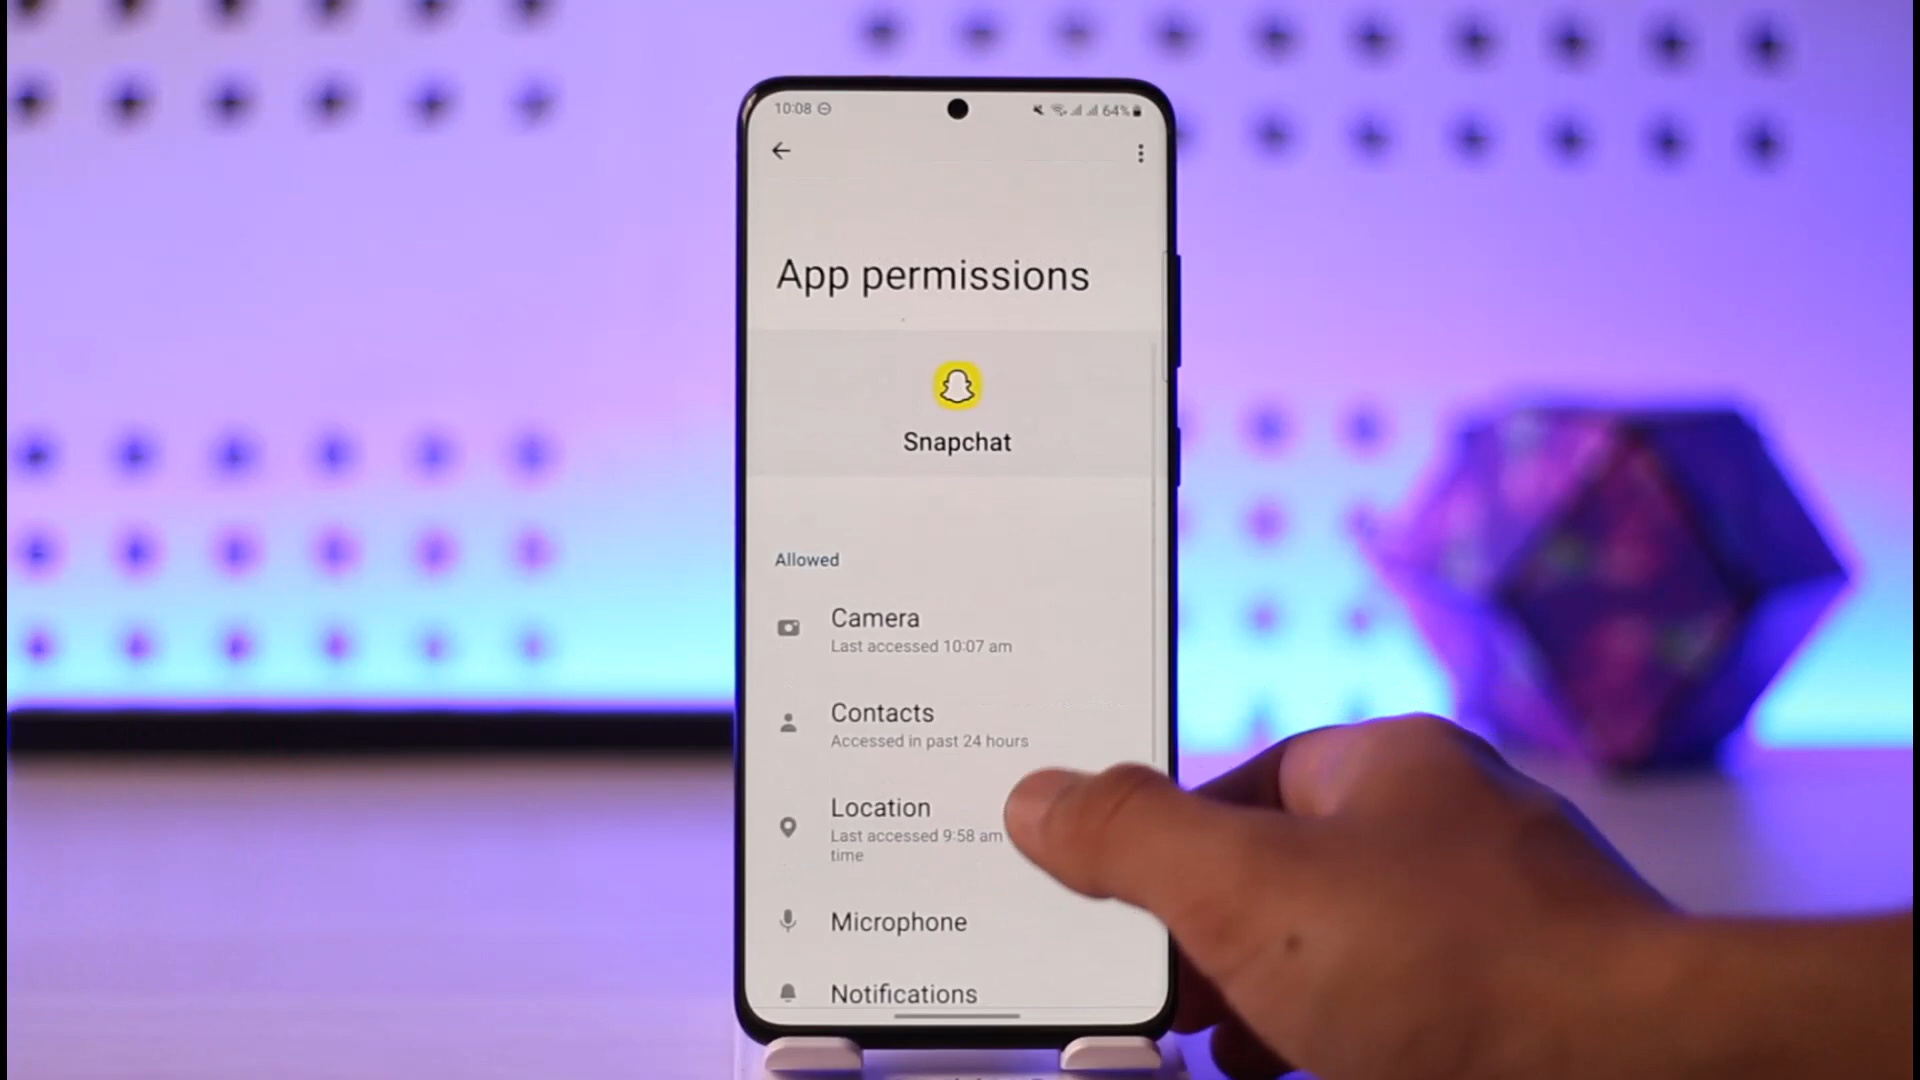 10:08
64%
App permissions
Snapchat
Allowed
Camera
Last accessed 10:07 am
Contacts
Accessed in past 24 hours
Location
Last accessed 9:58 am
time
Microphone
Notifications